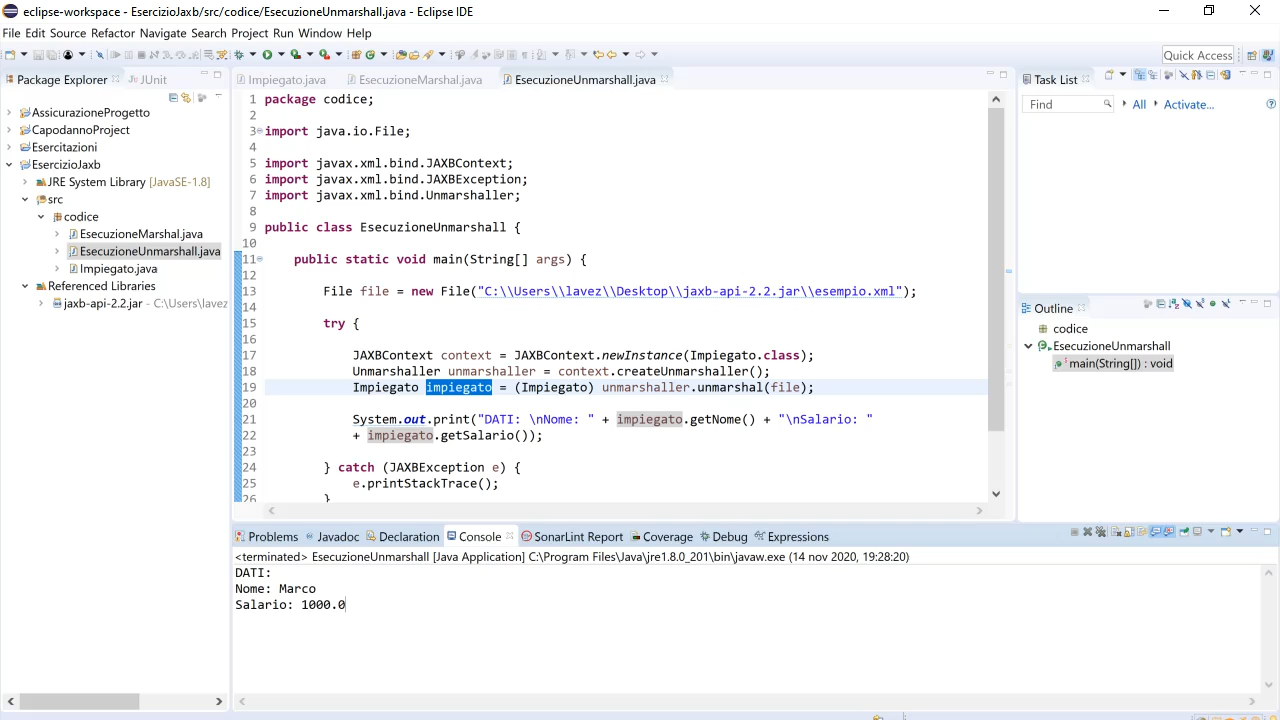 eclipse-workspace - EsercizioJaxb/src/codice/EsecuzioneUnmarshall.java - Eclipse IDE
File Edit Source Refactor Navigate Search Project Run Window Help
Quick Access
Package Explorer
JUnit
AssicurazioneProgetto
CapodannoProject
Esercitazioni
EsercizioJaxb
JRE System Library [JavaSE-1.8]
src
codice
EsecuzioneMarshal.java
EsecuzioneUnmarshall.java
Impiegato.java
Referenced Libraries
jaxb-api-2.2.jar - C:\Users\lavez
Impiegato.java
EsecuzioneMarshal.java
EsecuzioneUnmarshall.java
1 package codice;
2
3 import java.io.File;
4
5 import javax.xml.bind.JAXBContext;
6 import javax.xml.bind.JAXBException;
7 import javax.xml.bind.Unmarshaller;
8
9 public class EsecuzioneUnmarshall {
10
11 public static void main(String[] args) {
12
13 File file = new File("C:\\Users\\lavez\\Desktop\\jaxb-api-2.2.jar\\esempio.xml");
14
15 try {
16
17 JAXBContext context = JAXBContext.newInstance(Impiegato.class);
18 Unmarshaller unmarshaller = context.createUnmarshaller();
19 Impiegato impiegato = (Impiegato) unmarshaller.unmarshal(file);
20
21 System.out.print("DATI: \nNome: " + impiegato.getNome() + "\nSalario: "
22 + impiegato.getSalario());
23
24 } catch (JAXBException e) {
25 e.printStackTrace();
26 }
Task List
Find
All
Activate...
Outline
codice
EsecuzioneUnmarshall
main(String[]) : void
Problems
Javadoc
Declaration
Console
SonarLint Report
Coverage
Debug
Expressions
<terminated> EsecuzioneUnmarshall [Java Application] C:\Program Files\Java\jre1.8.0_201\bin\javaw.exe (14 nov 2020, 19:28:20)
DATI:
Nome: Marco
Salario: 1000.0